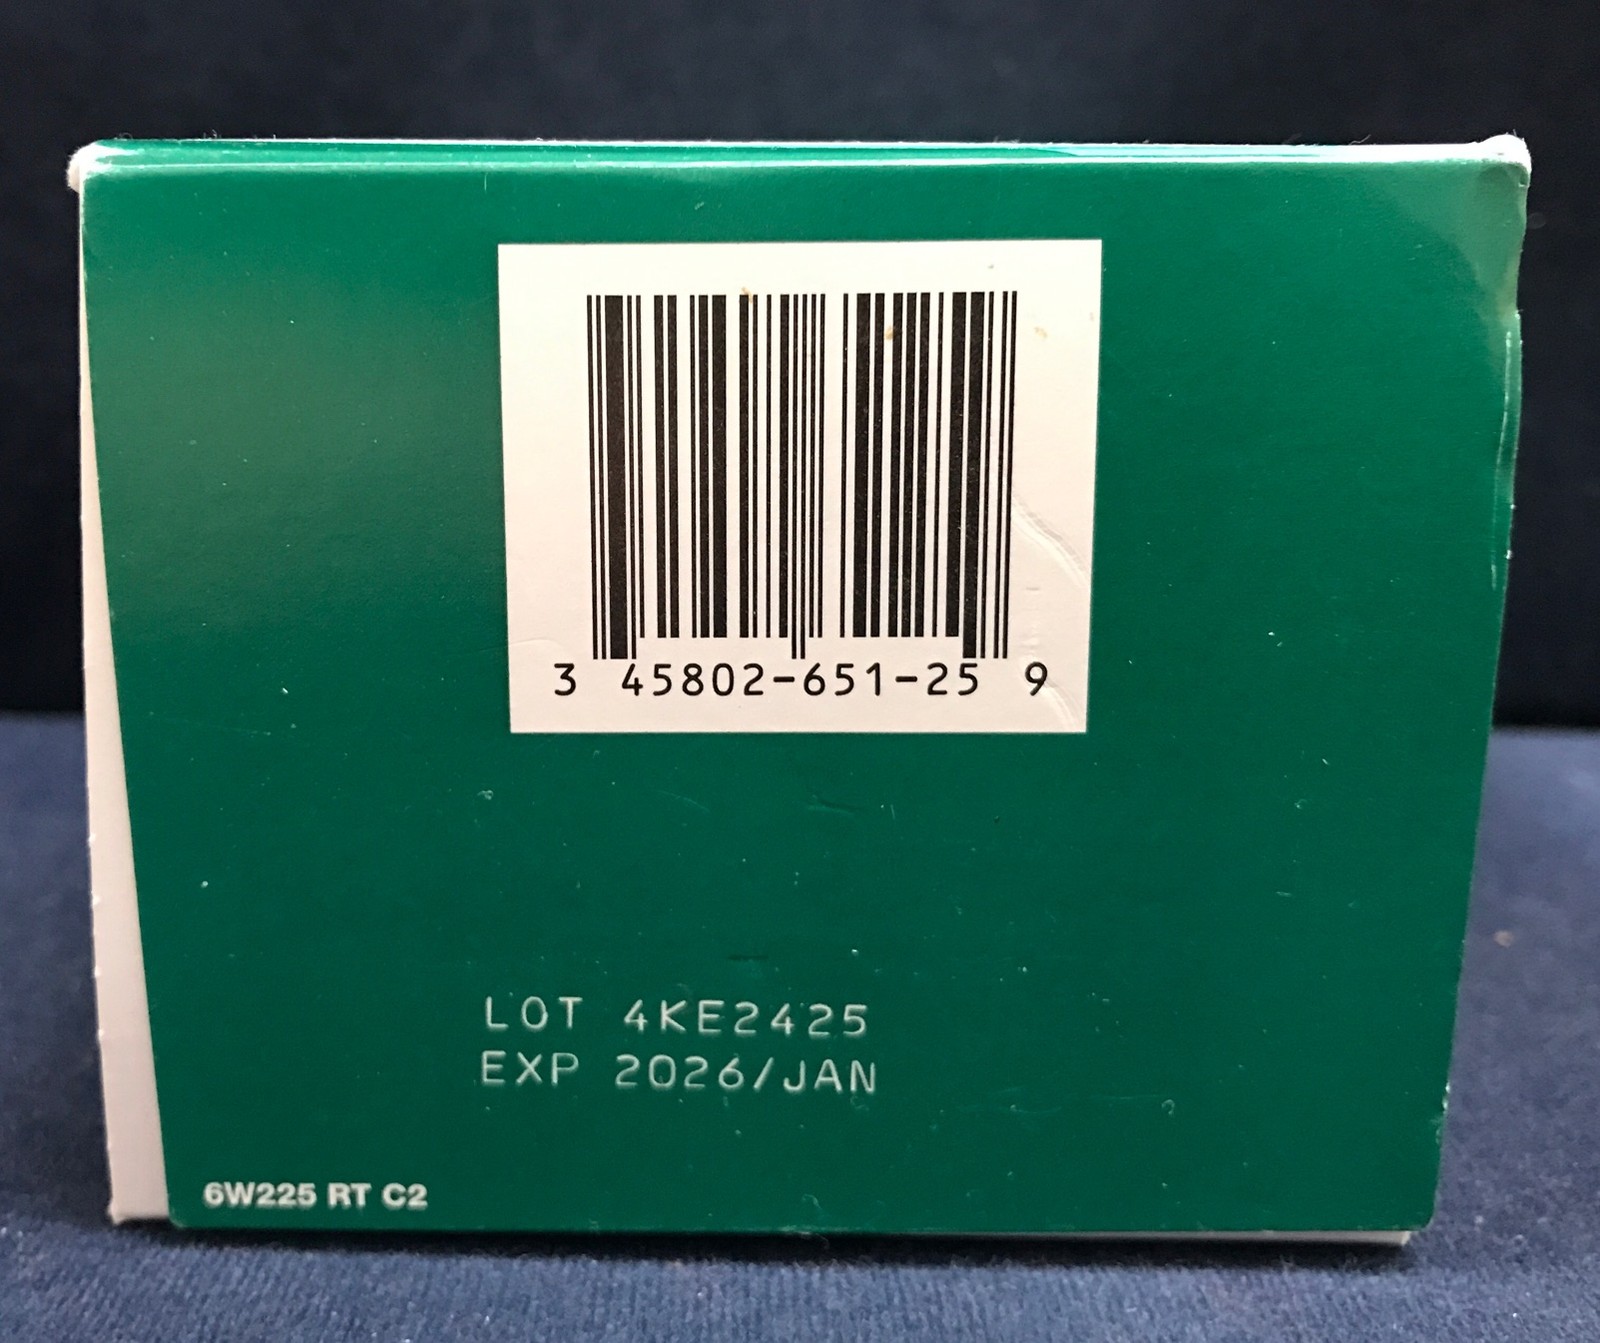 3 45802-651-25 9
LOT 4KE2425
EXP 2026/JAN
6W225 RT C2